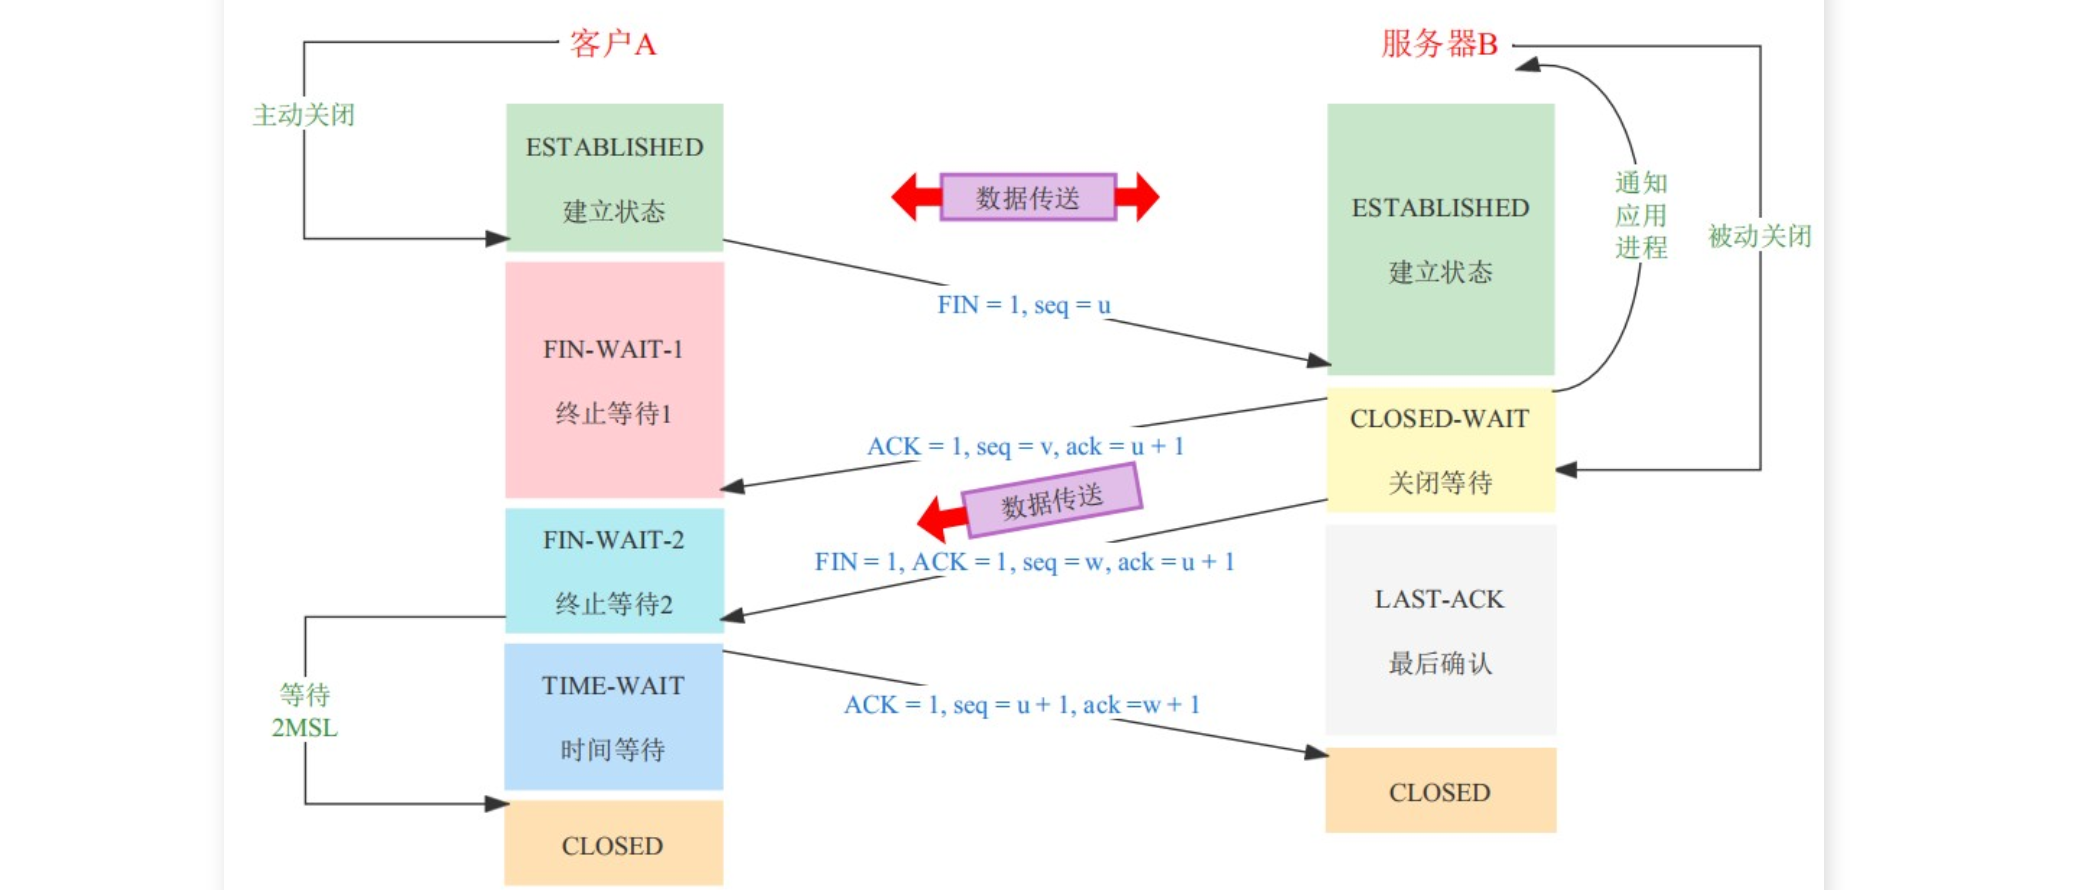 客户A
服务器B
主动关闭
ESTABLISHED
建立状态
数据传送
ESTABLISHED
建立状态
通知
应用
进程
被动关闭
FIN = 1, seq = u
FIN-WAIT-1
终止等待1
CLOSED-WAIT
关闭等待
ACK = 1, seq = v, ack = u + 1
数据传送
FIN-WAIT-2
终止等待2
FIN = 1, ACK = 1, seq = w, ack = u + 1
LAST-ACK
最后确认
等待
2MSL
TIME-WAIT
时间等待
ACK = 1, seq = u + 1, ack =w + 1
CLOSED
CLOSED